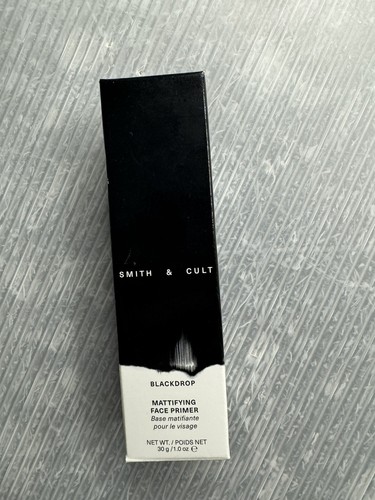 SMITH & CULT
BLACKDROP
MATTIFYING
FACE PRIMER
Base matifiante
pour le visage
NET WT. / POIDS NET
30 g / 1.0 oz ℮